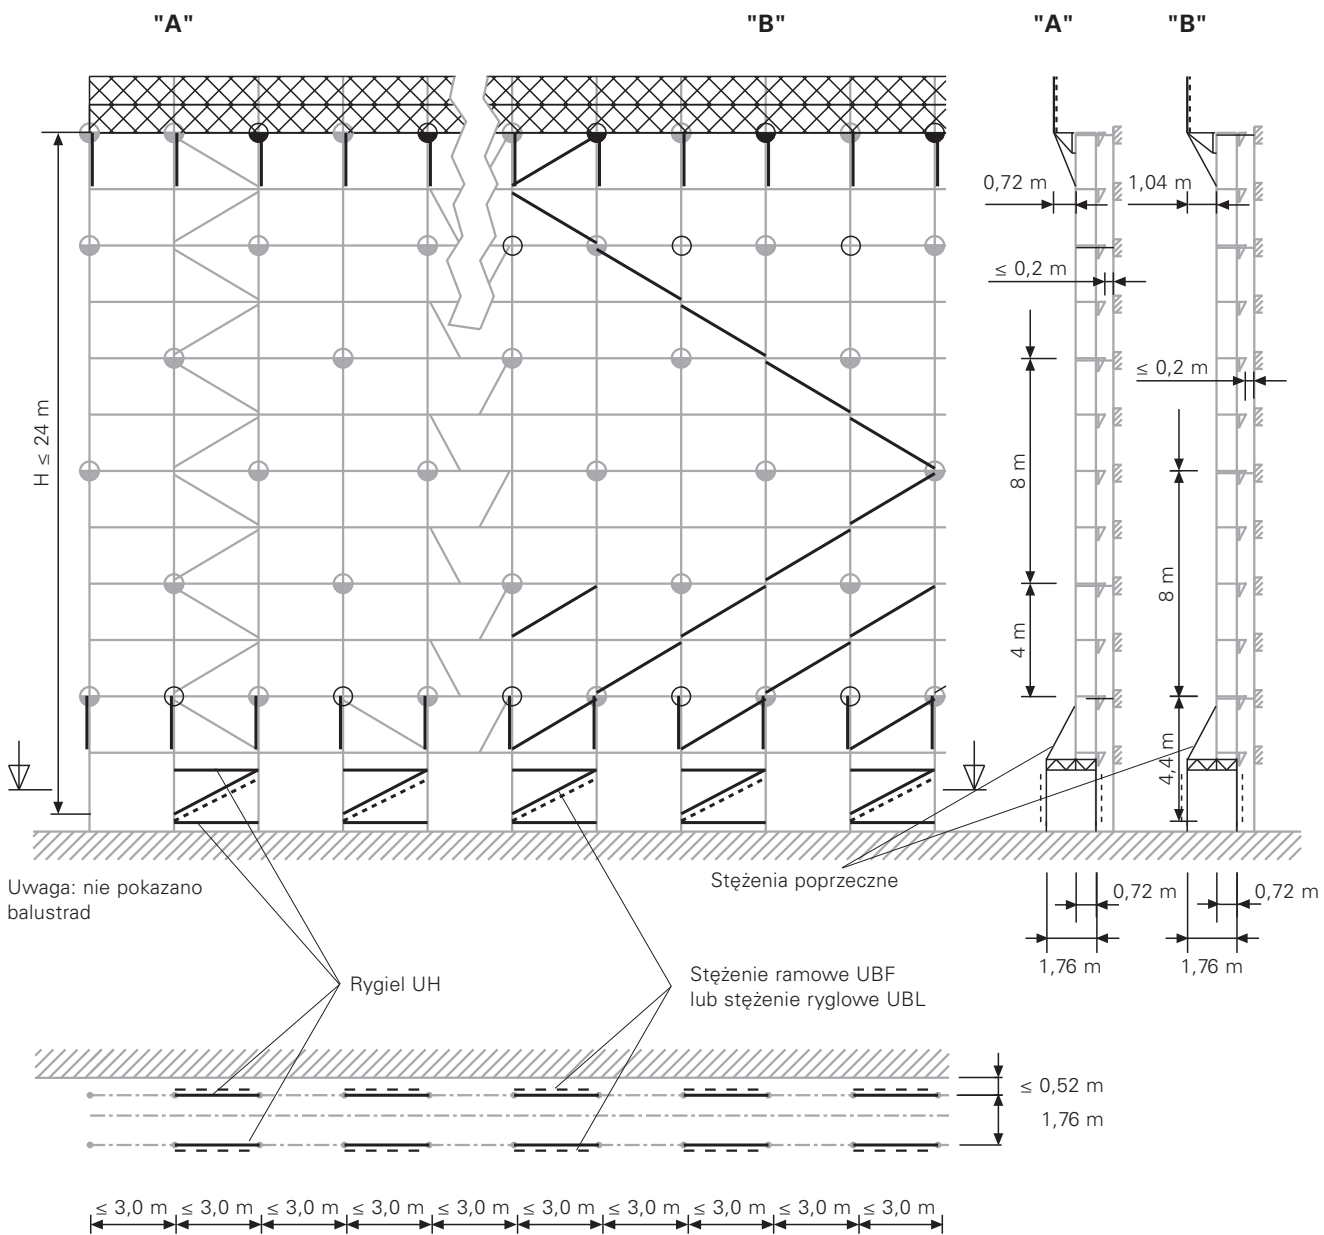 "A"
"B"
"A"
"B"
0,72 m
1,04 m
≤ 0,2 m
≤ 0,2 m
H ≤ 24 m
8 m
8 m
4 m
4,4 m
Uwaga: nie pokazano
balustrad
Stężenia poprzeczne
0,72 m
0,72 m
1,76 m
1,76 m
Rygiel UH
Stężenie ramowe UBF
lub stężenie ryglowe UBL
≤ 0,52 m
1,76 m
≤ 3,0 m ≤ 3,0 m ≤ 3,0 m ≤ 3,0 m ≤ 3,0 m ≤ 3,0 m ≤ 3,0 m ≤ 3,0 m ≤ 3,0 m ≤ 3,0 m